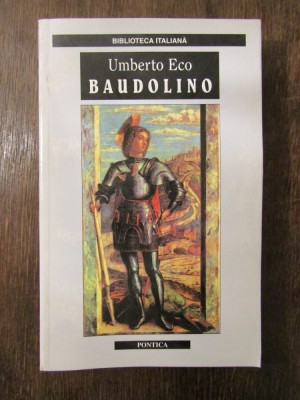 BIBLIOTECA ITALIANĂ
Umberto Eco
BAUDOLINO
PONTICA